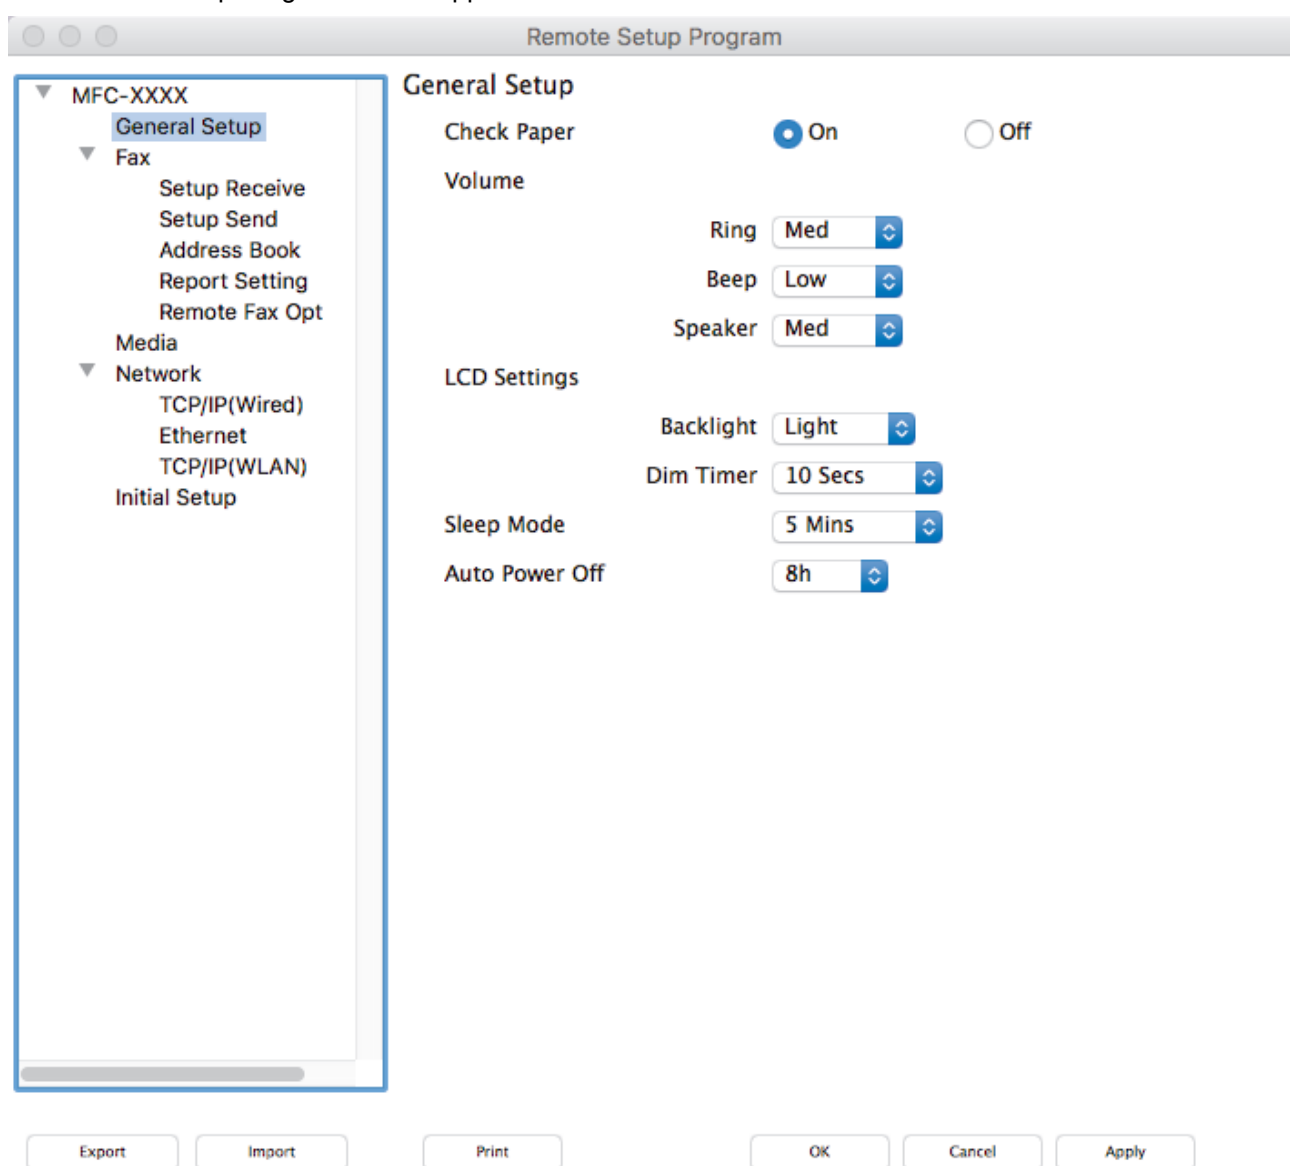 Remote Setup Program
MFC-XXXX
General Setup
Fax
Setup Receive
Setup Send
Address Book
Report Setting
Remote Fax Opt
Media
Network
TCP/IP(Wired)
Ethernet
TCP/IP(WLAN)
Initial Setup
General Setup
Check Paper On Off
Volume
Ring Med
Beep Low
Speaker Med
LCD Settings
Backlight Light
Dim Timer 10 Secs
Sleep Mode 5 Mins
Auto Power Off 8h
Export Import Print OK Cancel Apply